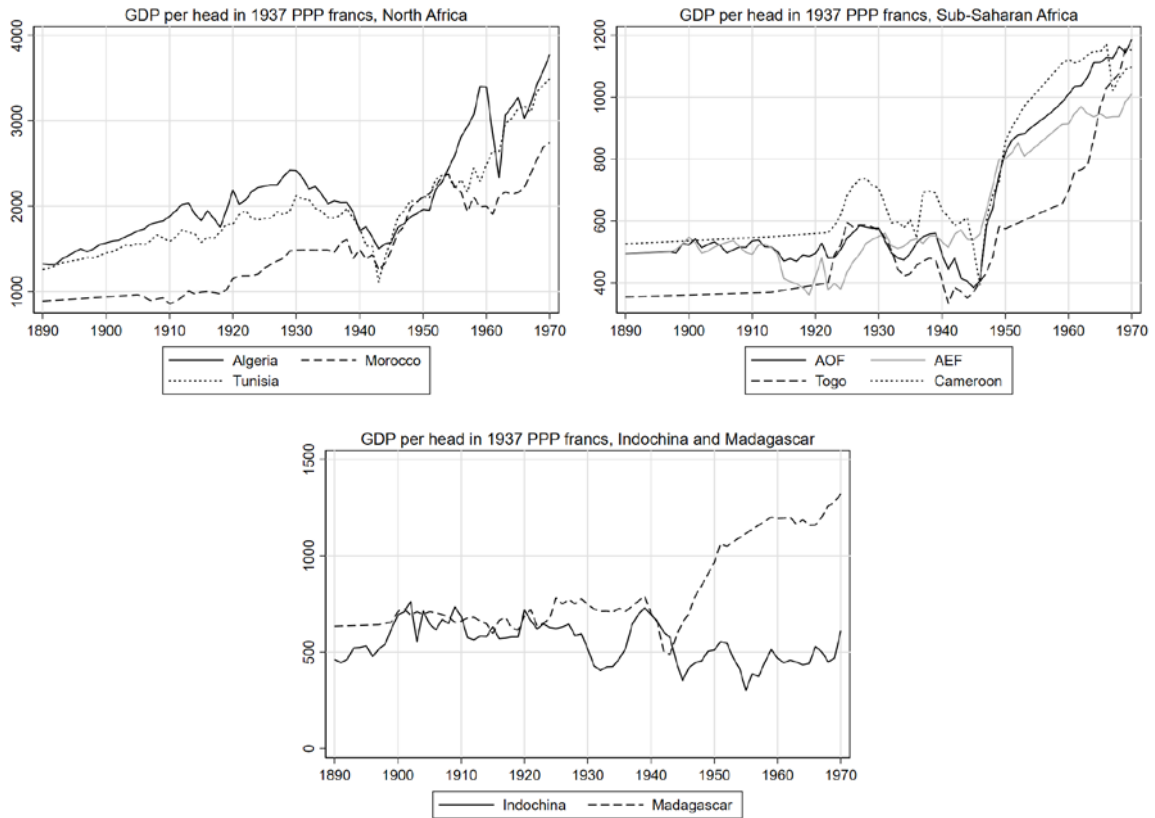 GDP per head in 1937 PPP francs, North Africa
4000
3000
2000
1000
1890 1900 1910 1920 1930 1940 1950 1960 1970
Algeria Morocco
Tunisia
GDP per head in 1937 PPP francs, Sub-Saharan Africa
1200
1000
800
600
400
1890 1900 1910 1920 1930 1940 1950 1960 1970
AOF AEF
Togo Cameroon
GDP per head in 1937 PPP francs, Indochina and Madagascar
1500
1000
500
0
1890 1900 1910 1920 1930 1940 1950 1960 1970
Indochina Madagascar